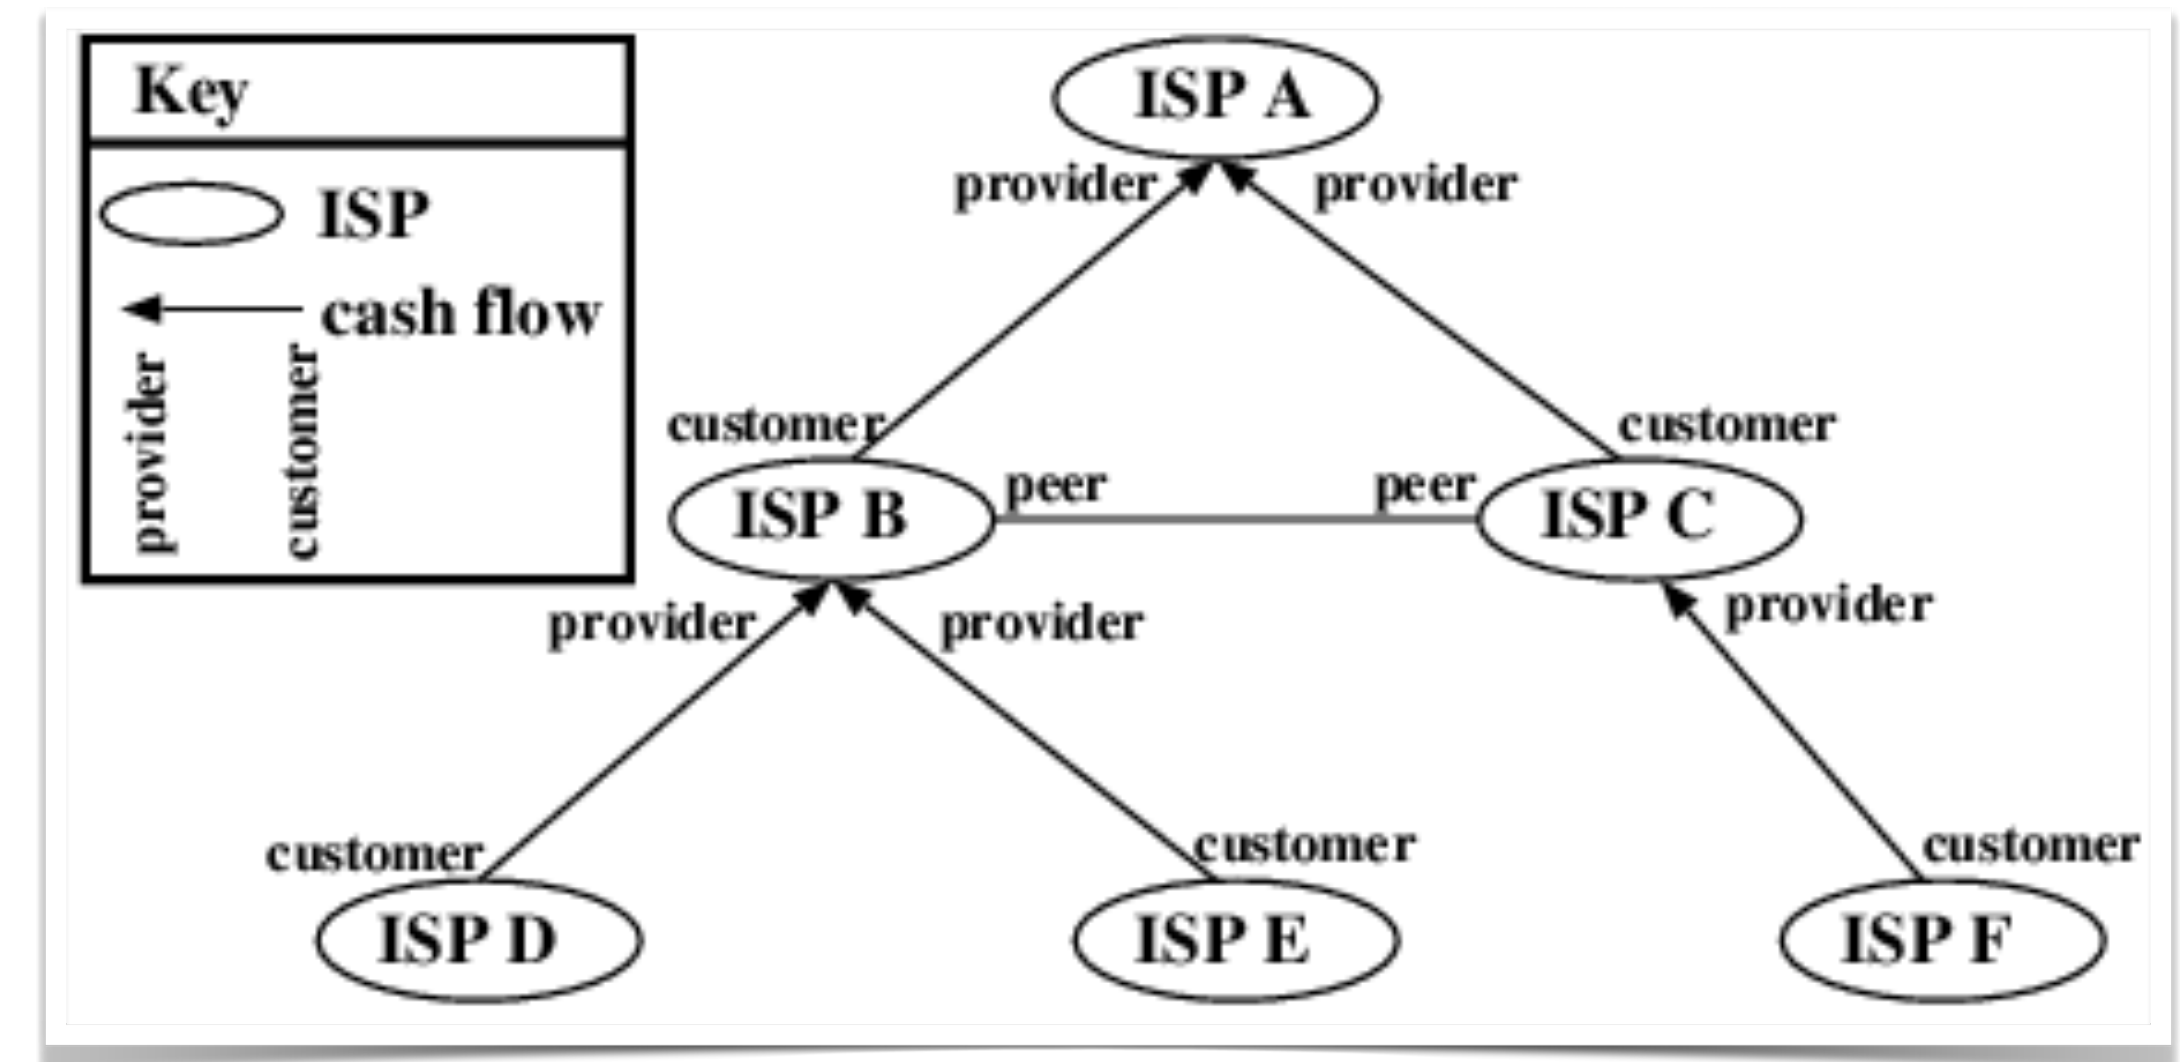 Key
ISP
cash flow
provider
customer
ISP A
provider
provider
customer
customer
ISP B
peer
peer
ISP C
provider
provider
provider
customer
customer
customer
ISP D
ISP E
ISP F